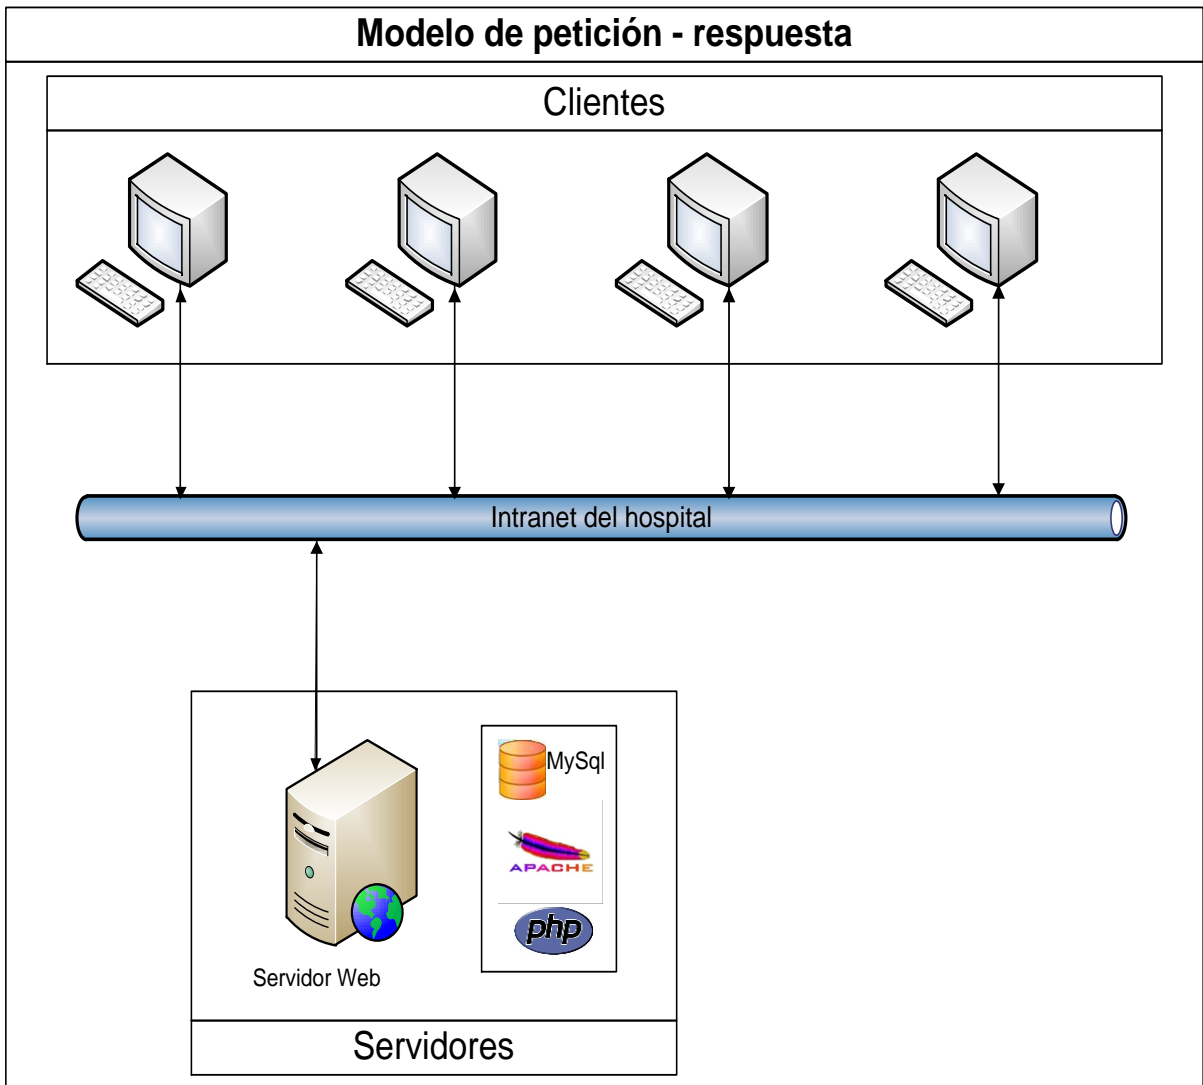 Modelo de petición - respuesta
Clientes
Intranet del hospital
MySql
APACHE
php
Servidor Web
Servidores